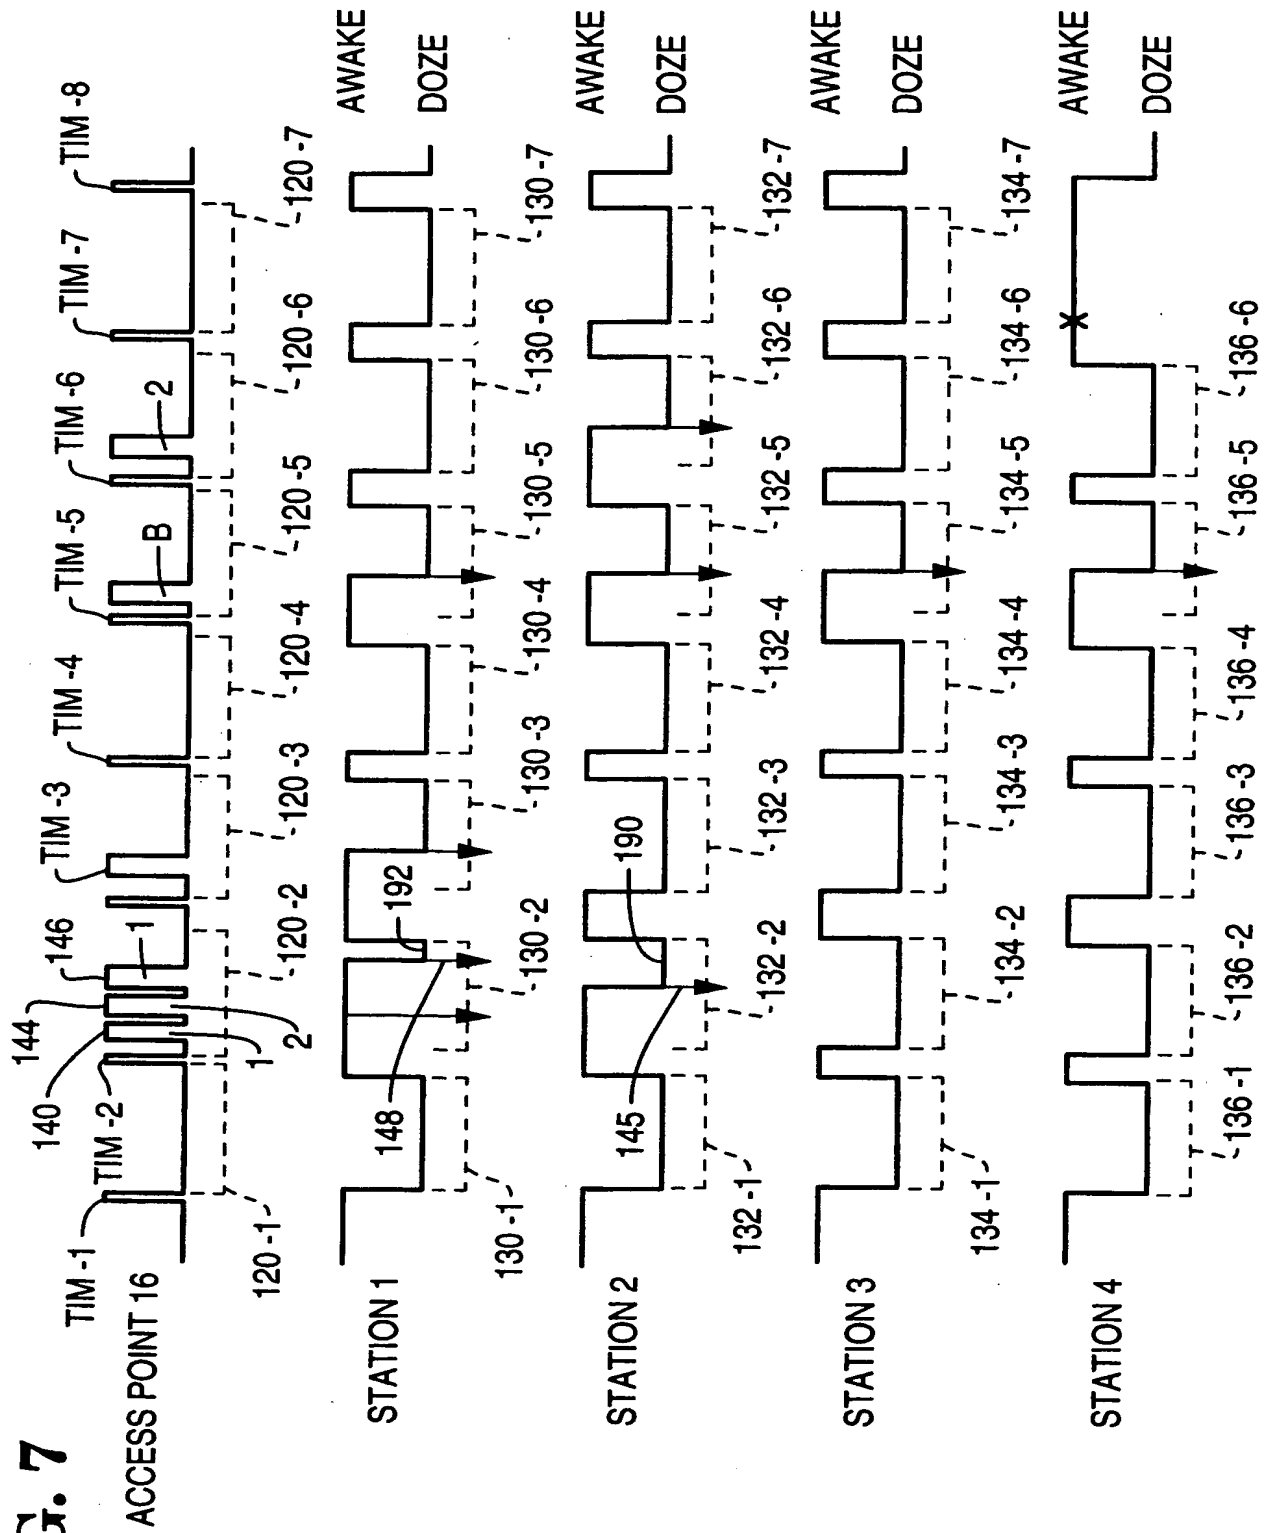 G. 7
ACCESS POINT 16
TIM -1
TIM -2
140
144
146
TIM -3
TIM -4
TIM -5
TIM -6
TIM -7
TIM -8
1
2
1
B
2
120 -1
120 -2
120 -3
120 -4
120 -5
120 -6
120 -7
STATION 1
AWAKE
DOZE
148
192
130 -1
130 -2
130 -3
130 -4
130 -5
130 -6
130 -7
STATION 2
AWAKE
DOZE
145
190
132 -1
132 -2
132 -3
132 -4
132 -5
132 -6
132 -7
STATION 3
AWAKE
DOZE
134 -1
134 -2
134 -3
134 -4
134 -5
134 -6
134 -7
STATION 4
AWAKE
DOZE
X
136 -1
136 -2
136 -3
136 -4
136 -5
136 -6